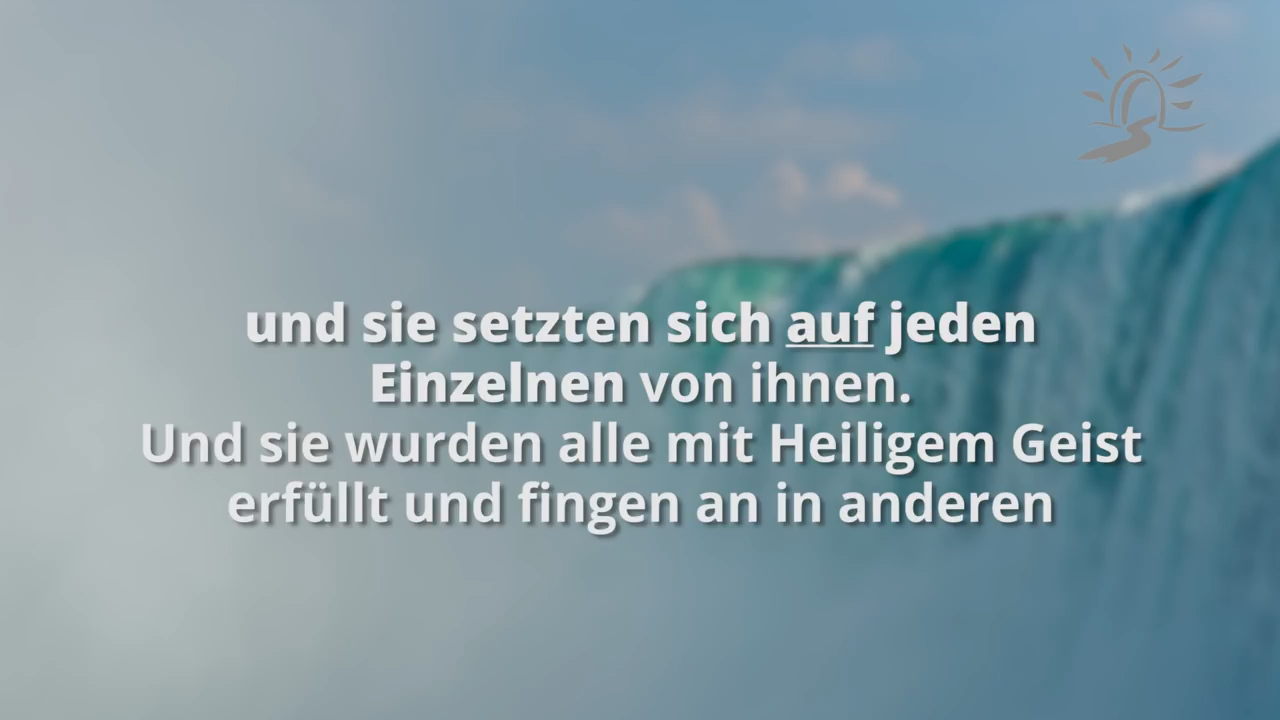 und sie setzten sich auf jeden
Einzelnen von ihnen.
Und sie wurden alle mit Heiligem Geist
erfüllt und fingen an in anderen